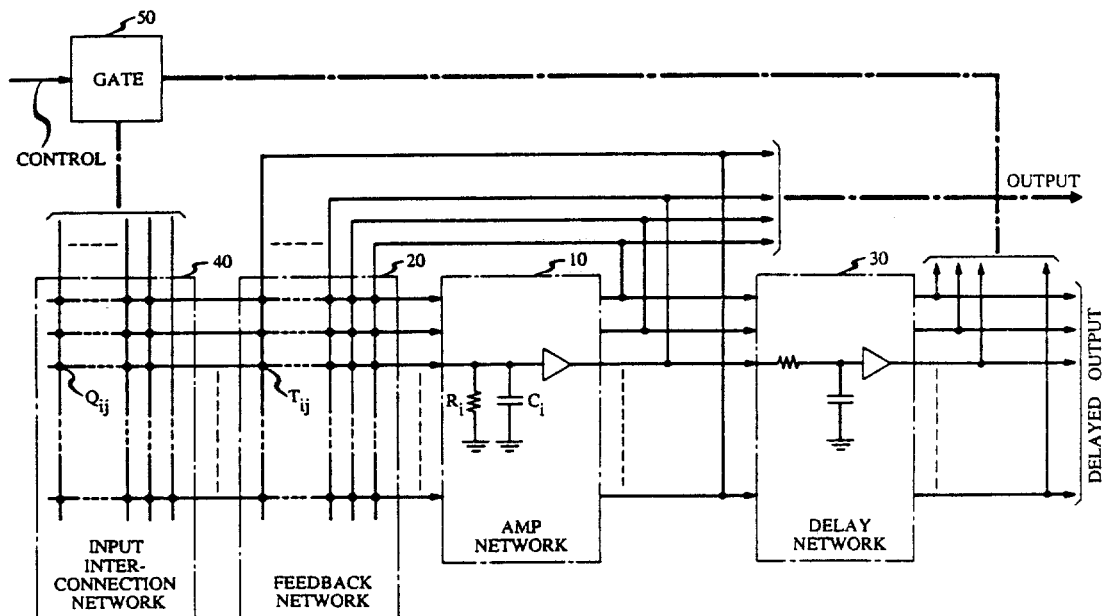 50
GATE
CONTROL
OUTPUT
40
20
10
30
Q_ij
T_ij
R_i
C_i
DELAYED OUTPUT
AMP
NETWORK
DELAY
NETWORK
INPUT
INTER-
CONNECTION
NETWORK
FEEDBACK
NETWORK